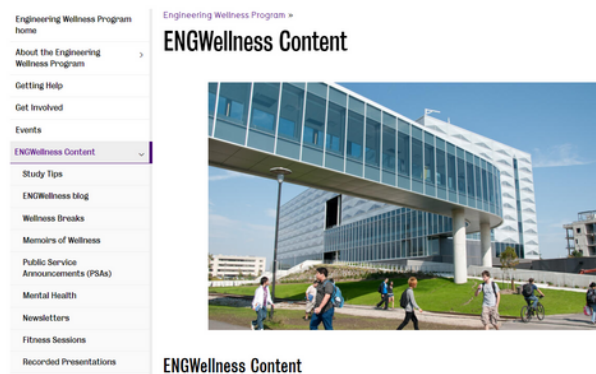 Engineering Wellness Program
home
About the Engineering
Wellness Program
Getting Help
Get Involved
Events
ENGWellness Content
Study Tips
ENGWellness blog
Wellness Breaks
Memoirs of Wellness
Public Service
Announcements (PSAs)
Mental Health
Newsletters
Fitness Sessions
Recorded Presentations
Engineering Wellness Program »
ENGWellness Content
ENGWellness Content